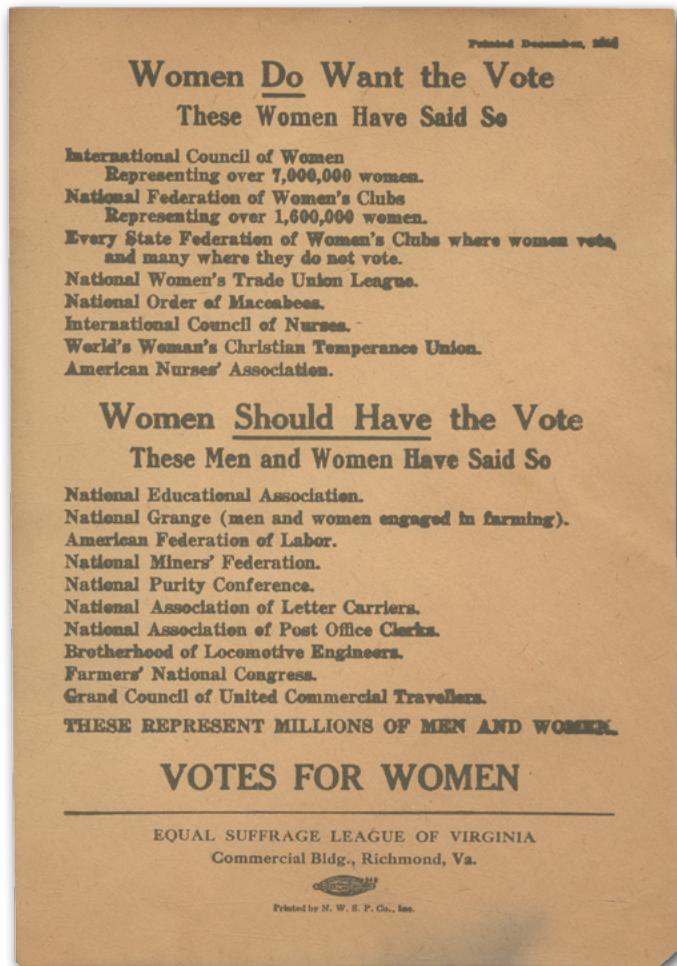 Printed December,
Women Do Want the Vote
These Women Have Said So
International Council of Women
Representing over 7,000,000 women.
National Federation of Women's Clubs
Representing over 1,600,000 women.
Every State Federation of Women's Clubs where women vote,
and many where they do not vote.
National Women's Trade Union League.
National Order of Maccabees.
International Council of Nurses.
World's Woman's Christian Temperance Union.
American Nurses' Association.
Women Should Have the Vote
These Men and Women Have Said So
National Educational Association.
National Grange (men and women engaged in farming).
American Federation of Labor.
National Miners' Federation.
National Purity Conference.
National Association of Letter Carriers.
National Association of Post Office Clerks.
Brotherhood of Locomotive Engineers.
Farmers' National Congress.
Grand Council of United Commercial Travellers.
THESE REPRESENT MILLIONS OF MEN AND WOMEN.
VOTES FOR WOMEN
EQUAL SUFFRAGE LEAGUE OF VIRGINIA
Commercial Bldg., Richmond, Va.
Printed by N. W. S. P. Co., Inc.